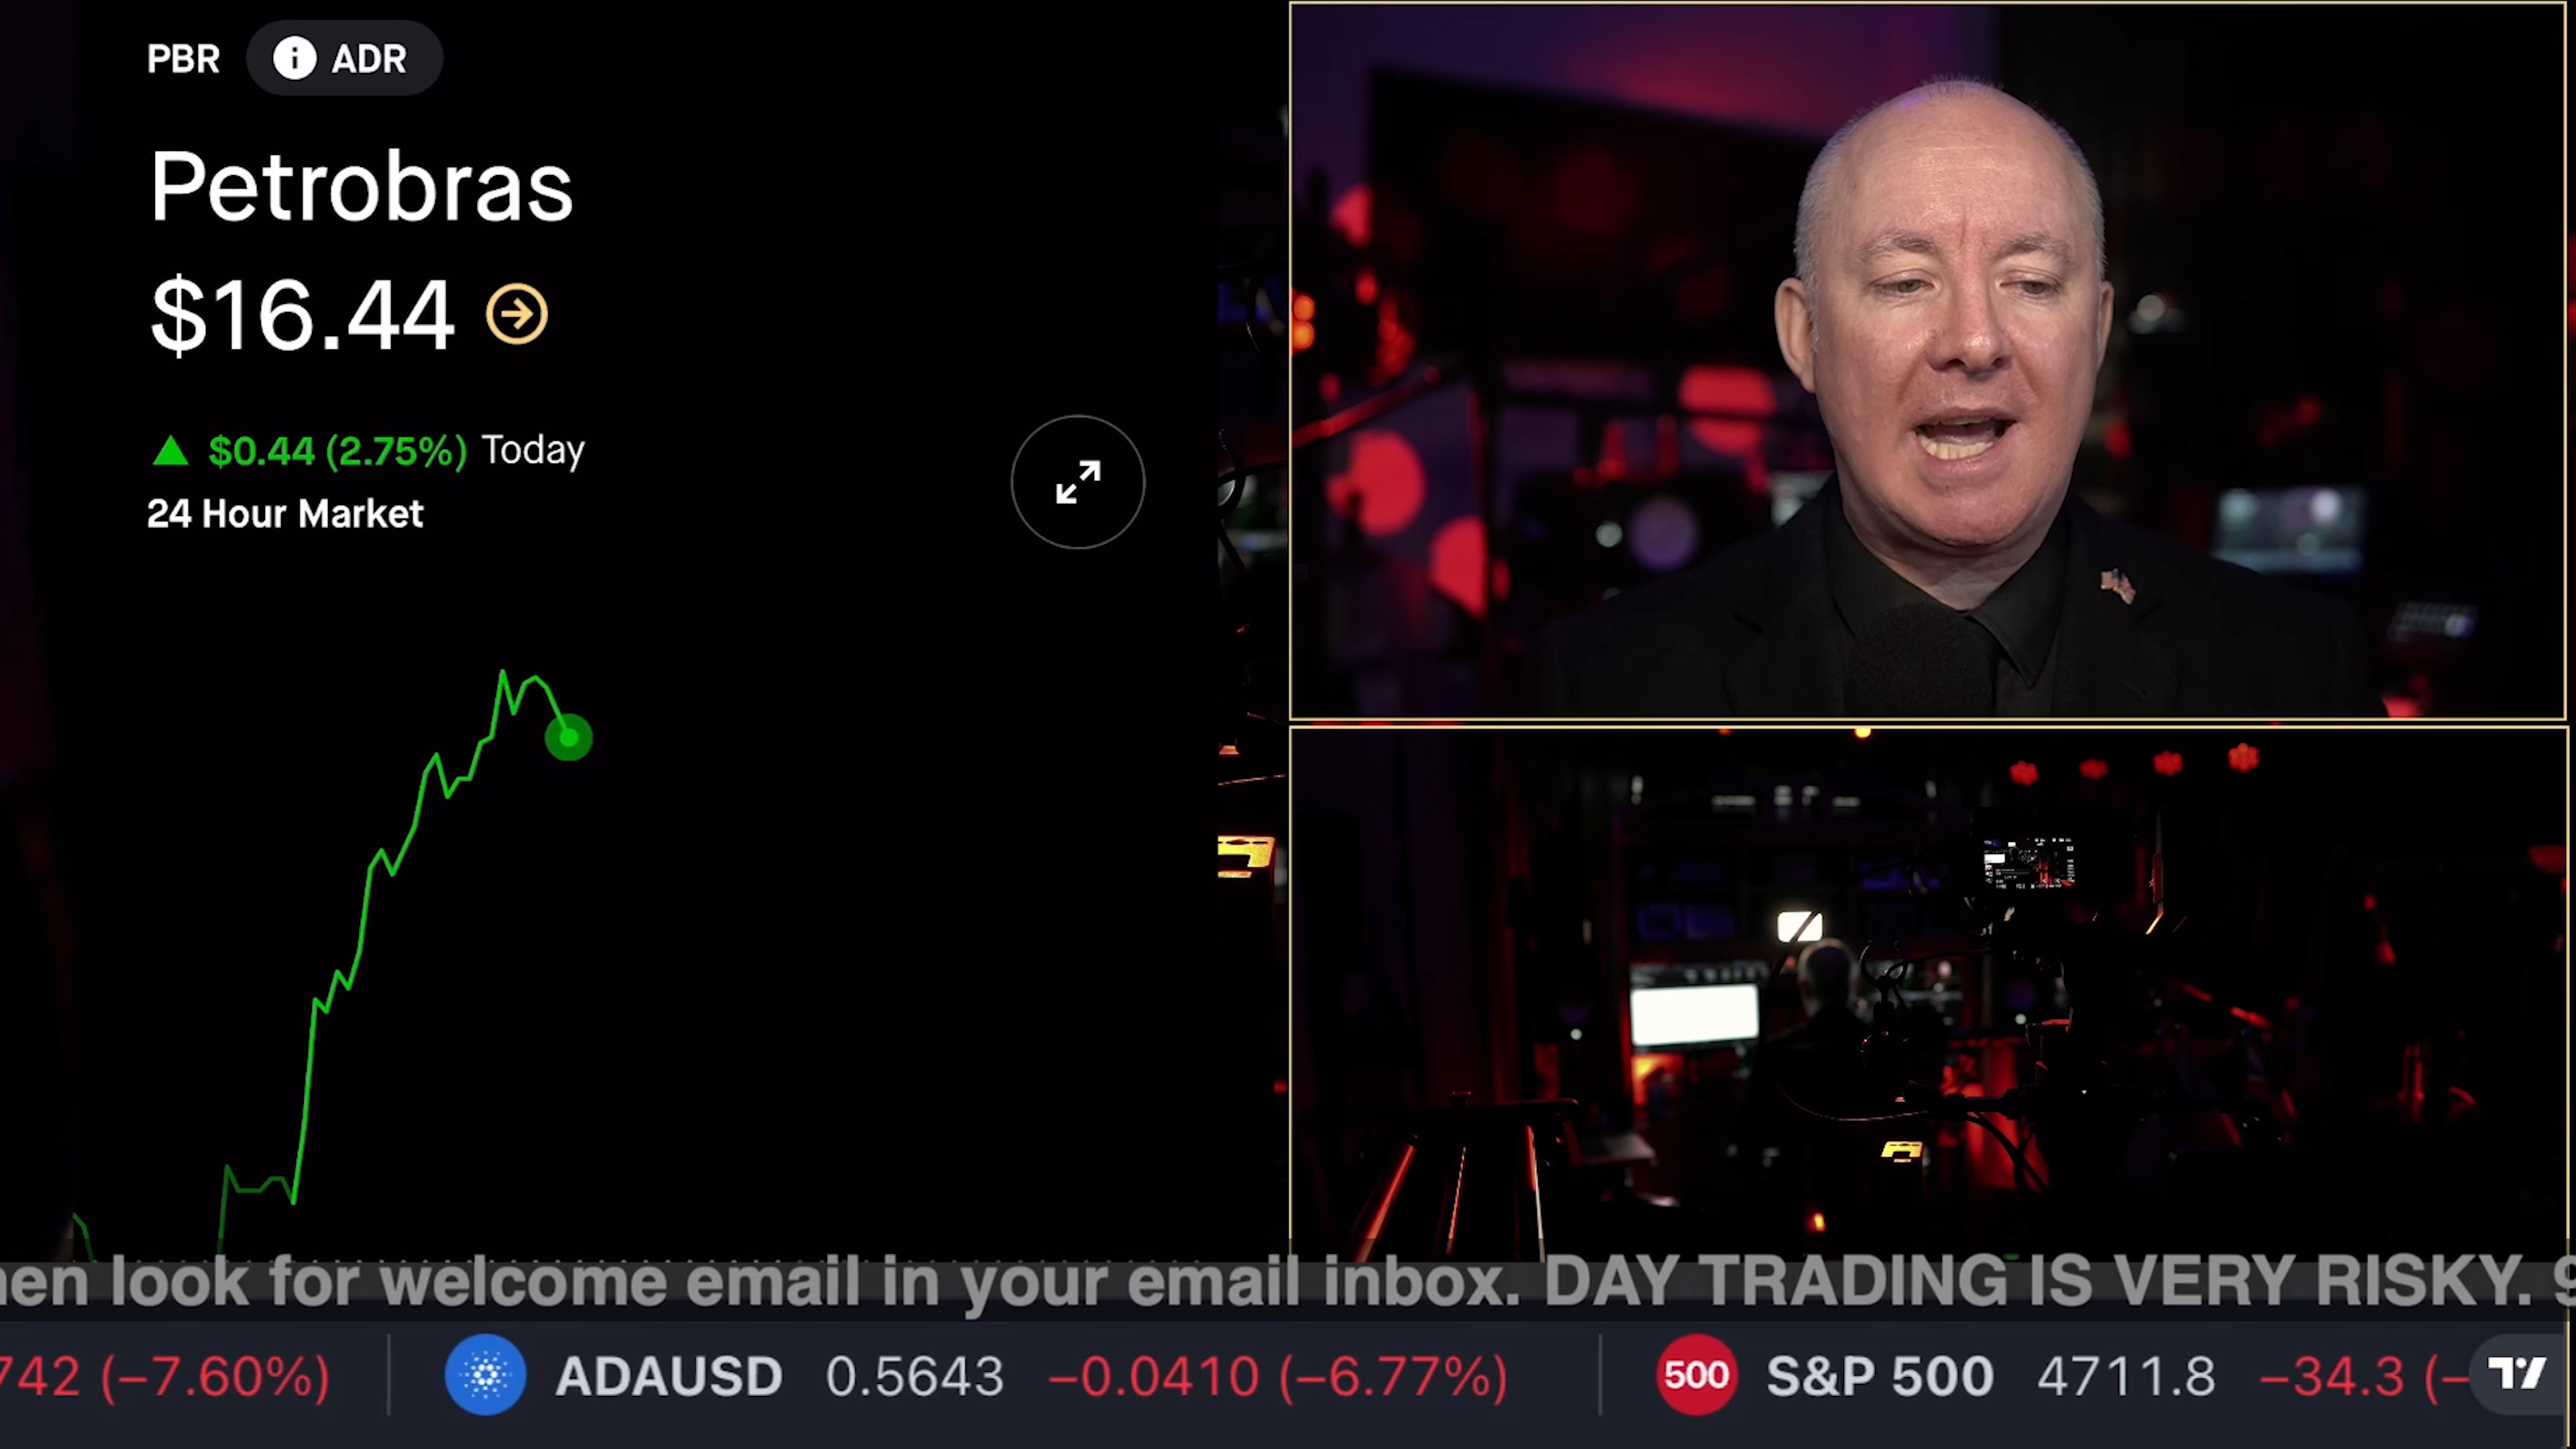 PBR ADR
Petrobras
$16.44
$0.44 (2.75%) Today
24 Hour Market
look for welcome email in your email inbox. DAY TRADING IS VERY RISKY.
742 (−7.60%) ADAUSD 0.5643 −0.0410 (−6.77%) 500 S&P 500 4711.8 −34.3 (−